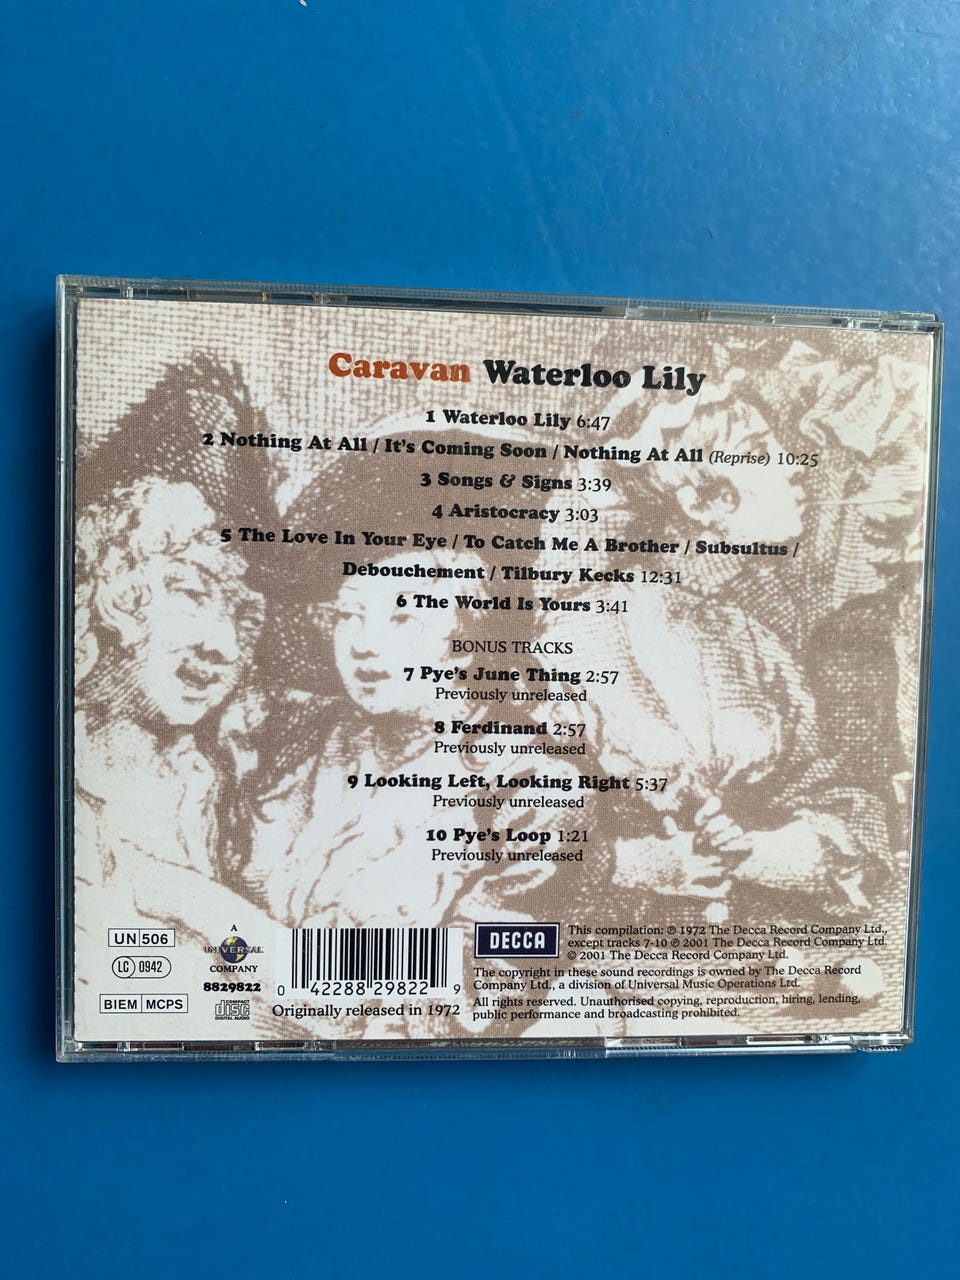 Caravan Waterloo Lily
1 Waterloo Lily 6:47
2 Nothing At All / It's Coming Soon / Nothing At All (Reprise) 10:25
3 Songs & Signs 3:39
4 Aristocracy 3:03
5 The Love In Your Eye / To Catch Me A Brother / Subsultus /
Debouchement / Tilbury Kecks 12:31
6 The World Is Yours 3:41
BONUS TRACKS
7 Pye's June Thing 2:57
Previously unreleased
8 Ferdinand 2:57
Previously unreleased
9 Looking Left, Looking Right 5:37
Previously unreleased
10 Pye's Loop 1:21
Previously unreleased
UN 506
LC 0942
BIEM MCPS
A
UNIVERSAL
COMPANY
8829822
COMPACT
disc
DIGITAL AUDIO
0 42288 29822 9
Originally released in 1972
DECCA
This compilation: ℗ 1972 The Decca Record Company Ltd.,
except tracks 7-10 ℗ 2001 The Decca Record Company Ltd.
© 2001 The Decca Record Company Ltd.
The copyright in these sound recordings is owned by The Decca Record
Company Ltd., a division of Universal Music Operations Ltd.
All rights reserved. Unauthorised copying, reproduction, hiring, lending,
public performance and broadcasting prohibited.